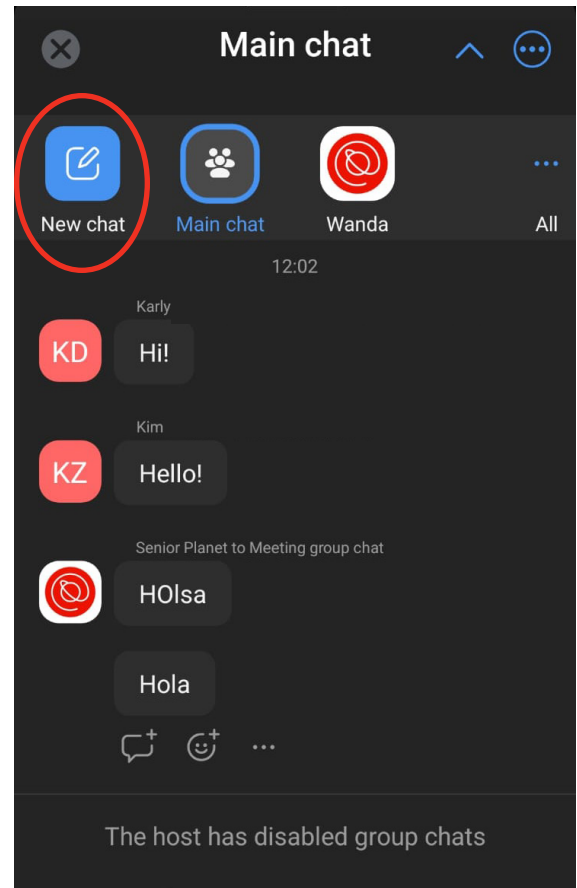 Main chat
New chat Main chat Wanda All
12:02
Karly
KD Hi!
Kim
KZ Hello!
Senior Planet to Meeting group chat
HOlsa
Hola
The host has disabled group chats